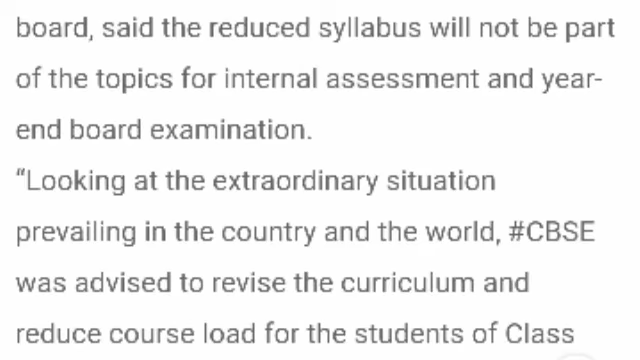 board, said the reduced syllabus will not be part
of the topics for internal assessment and year-
end board examination.
“Looking at the extraordinary situation
prevailing in the country and the world, #CBSE
was advised to revise the curriculum and
reduce course load for the students of Class